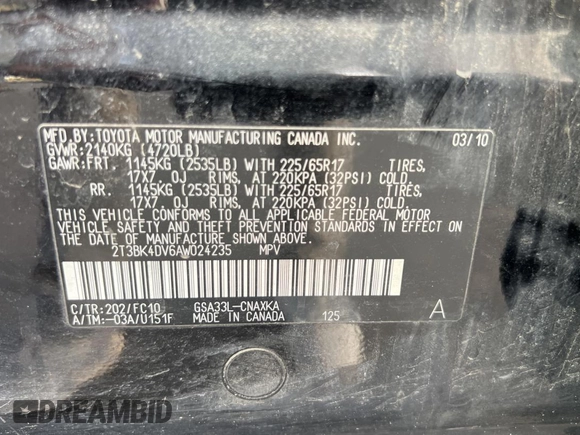 MFD.BY:TOYOTA MOTOR MANUFACTURING CANADA INC. 03/10
GVWR:2140KG (4720LB)
GAWR:FRT. 1145KG (2535LB) WITH 225/65R17 TIRES,
17X7 0J RIMS, AT 220KPA (32PSI) COLD.
RR. 1145KG (2535LB) WITH 225/65R17 TIRES,
17X7 0J RIMS, AT 220KPA (32PSI) COLD.
THIS VEHICLE CONFORMS TO ALL APPLICABLE FEDERAL MOTOR
VEHICLE SAFETY AND THEFT PREVENTION STANDARDS IN EFFECT ON
THE DATE OF MANUFACTURE SHOWN ABOVE.
2T3BK4DV6AW024235 MPV
C/TR:202/FC10 GSA33L-CNAXKA
A/TM:-03A/U151F MADE IN CANADA 125 A
DREAMBID